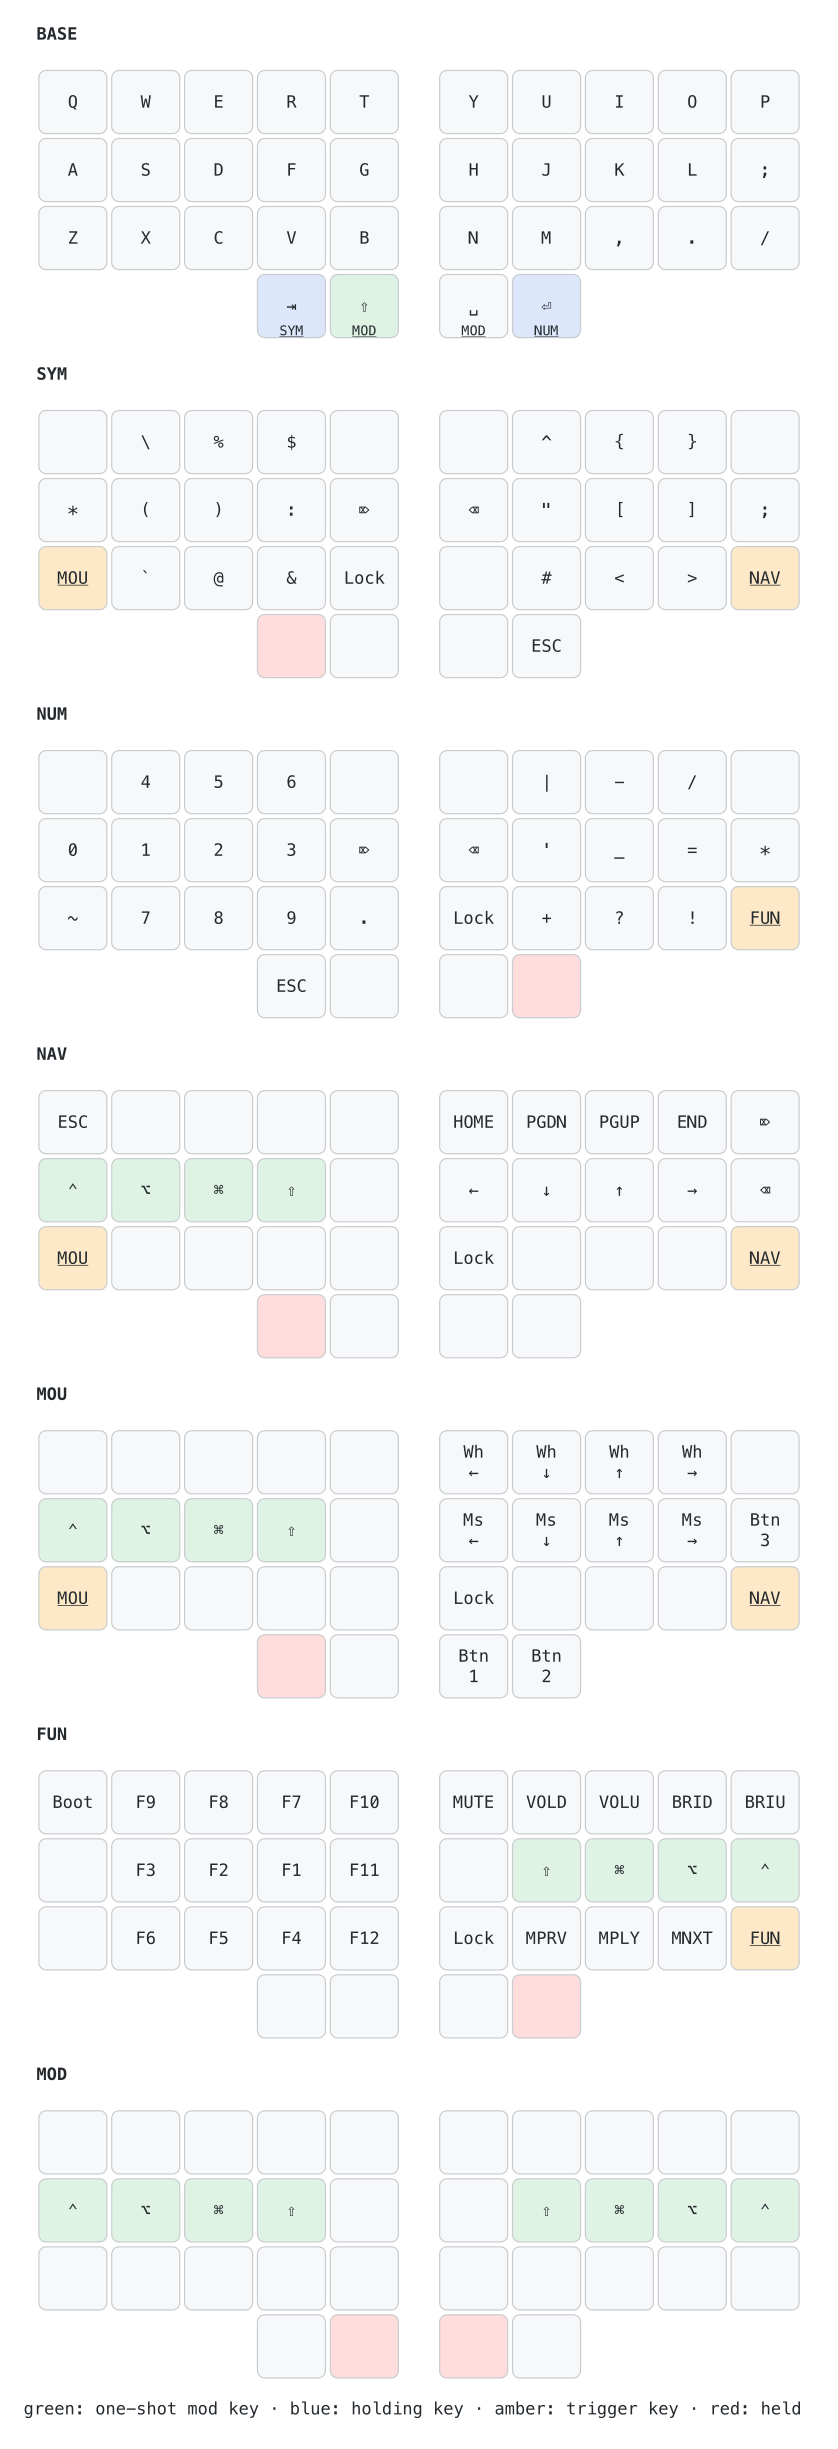 BASE
Q W E R T Y U I O P
A S D F G H J K L ;
Z X C V B N M , . /
⇥ ⇧ ␣ ⏎
SYM MOD MOD NUM
SYM
\ % $ ^ { }
* ( ) : ⌦ ⌫ " [ ] ;
MOU ` @ & Lock # < > NAV
ESC
NUM
4 5 6 | − /
0 1 2 3 ⌦ ⌫ ' _ = *
~ 7 8 9 . Lock + ? ! FUN
ESC
NAV
ESC HOME PGDN PGUP END ⌦
⌃ ⌥ ⌘ ⇧ ← ↓ ↑ → ⌫
MOU Lock NAV
MOU
Wh Wh Wh Wh
← ↓ ↑ →
⌃ ⌥ ⌘ ⇧ Ms Ms Ms Ms Btn
← ↓ ↑ → 3
MOU Lock NAV
Btn Btn
1 2
FUN
Boot F9 F8 F7 F10 MUTE VOLD VOLU BRID BRIU
F3 F2 F1 F11 ⇧ ⌘ ⌥ ⌃
F6 F5 F4 F12 Lock MPRV MPLY MNXT FUN
MOD
⌃ ⌥ ⌘ ⇧ ⇧ ⌘ ⌥ ⌃
green: one-shot mod key · blue: holding key · amber: trigger key · red: held